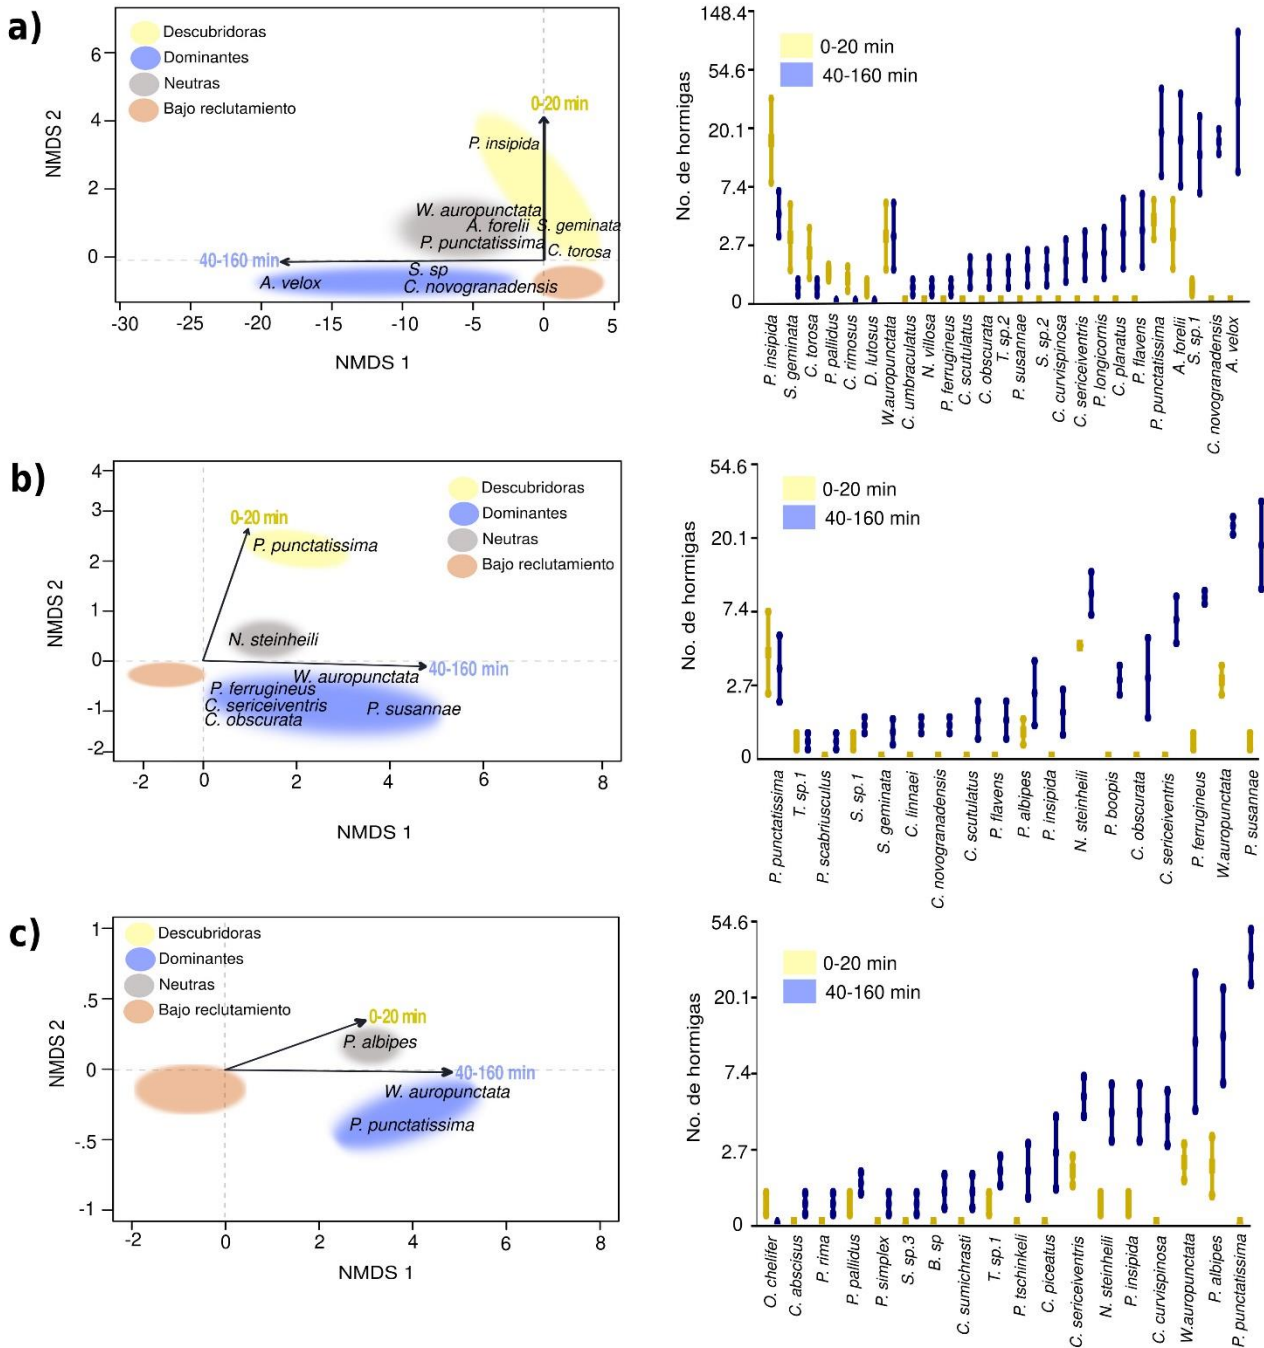 a)
Descubridoras
Dominantes
Neutras
Bajo reclutamiento
NMDS 2
6
4
2
0
0-20 min
P. insipida
W. auropunctata
A. forelii
S. geminata
P. punctatissima
C. torosa
40-160 min
S. sp
A. velox
C. novogranadensis
-30 -25 -20 -15 -10 -5 0 5
NMDS 1
No. de hormigas
148.4
54.6
20.1
7.4
2.7
0
0-20 min
40-160 min
P. insipida
S. geminata
C. torosa
P. pallidus
C. rimosus
D. lutosus
W.auropunctata
C. umbraculatus
N. villosa
P. ferrugineus
C. scutulatus
C. obscurata
T. sp.2
P. susannae
S. sp.2
C. curvispinosa
C. sericeiventris
P. longicornis
C. planatus
P. flavens
P. punctatissima
A. forelii
S. sp.1
C. novogranadensis
A. velox
b)
NMDS 2
4
3
2
1
0
-1
-2
Descubridoras
Dominantes
Neutras
Bajo reclutamiento
0-20 min
P. punctatissima
N. steinheili
40-160 min
W. auropunctata
P. ferrugineus
C. sericeiventris
P. susannae
C. obscurata
-2 0 2 4 6 8
NMDS 1
No. de hormigas
54.6
20.1
7.4
2.7
0
0-20 min
40-160 min
P. punctatissima
T. sp.1
P. scabriusculus
S. sp.1
S. geminata
C. linnaei
C. novogranadensis
C. scutulatus
P. flavens
P. albipes
P. insipida
N. steinheili
P. boopis
C. obscurata
C. sericeiventris
P. ferrugineus
W.auropunctata
P. susannae
c)
NMDS 2
1
.5
0
-.5
-1
Descubridoras
Dominantes
Neutras
Bajo reclutamiento
0-20 min
P. albipes
40-160 min
W. auropunctata
P. punctatissima
-2 0 2 4 6 8
NMDS 1
No. de hormigas
54.6
20.1
7.4
2.7
0
0-20 min
40-160 min
O. chelifer
C. abscisus
P. rima
P. pallidus
P. simplex
S. sp.3
B. sp
C. sumichrasti
T. sp.1
P. tschinkeli
C. piceatus
C. sericeiventris
N. steinheili
P. insipida
C. curvispinosa
W.auropunctata
P. albipes
P. punctatissima